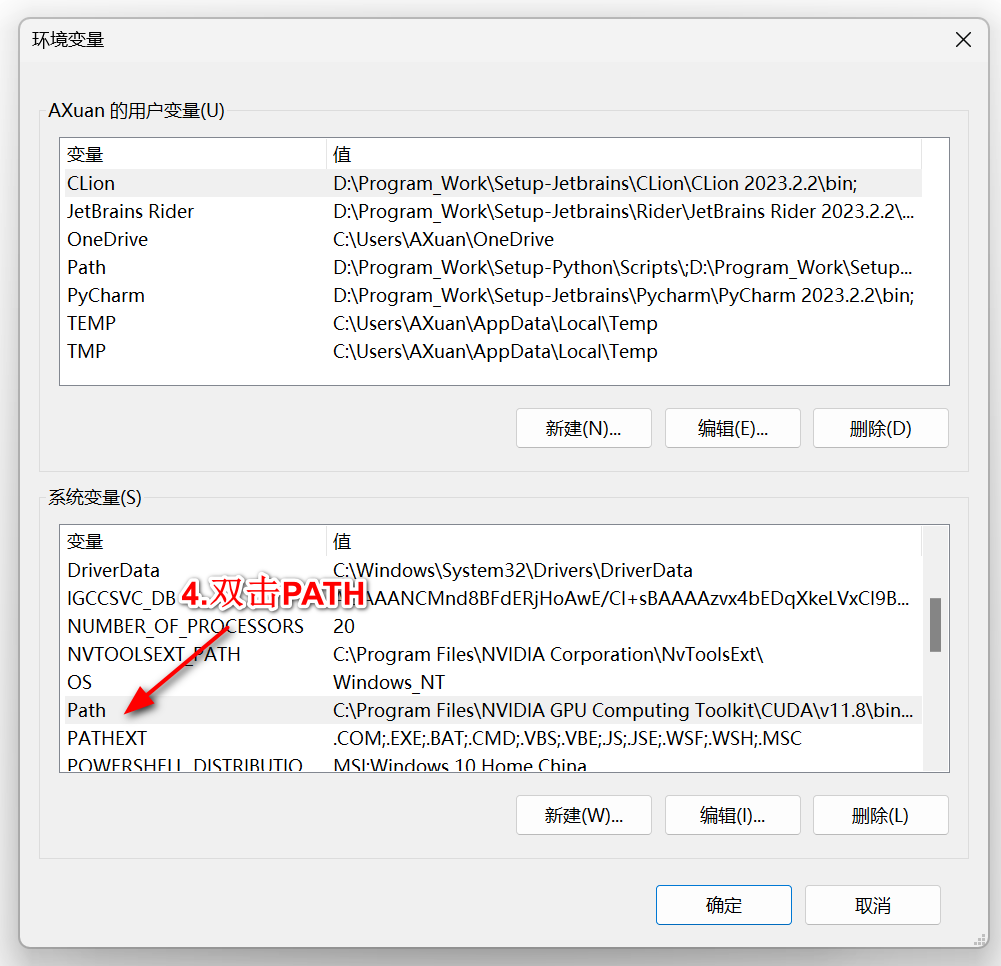 环境变量
AXuan 的用户变量(U)
变量 值
CLion D:\Program_Work\Setup-Jetbrains\CLion\CLion 2023.2.2\bin;
JetBrains Rider D:\Program_Work\Setup-Jetbrains\Rider\JetBrains Rider 2023.2.2\...
OneDrive C:\Users\AXuan\OneDrive
Path D:\Program_Work\Setup-Python\Scripts\;D:\Program_Work\Setup...
PyCharm D:\Program_Work\Setup-Jetbrains\Pycharm\PyCharm 2023.2.2\bin;
TEMP C:\Users\AXuan\AppData\Local\Temp
TMP C:\Users\AXuan\AppData\Local\Temp
新建(N)... 编辑(E)... 删除(D)
系统变量(S)
变量 值
DriverData C:\Windows\System32\Drivers\DriverData
4.双击PATH
IGCCSVC_DB
NUMBER_OF_PROCESSORS 20
NVTOOLSEXT_PATH C:\Program Files\NVIDIA Corporation\NvToolsExt\
OS Windows_NT
Path C:\Program Files\NVIDIA GPU Computing Toolkit\CUDA\v11.8\bin...
PATHEXT .COM;.EXE;.BAT;.CMD;.VBS;.VBE;.JS;.JSE;.WSF;.WSH;.MSC
POWERSHELL_DISTRIBUTIO MSI:Windows 10 Home China
新建(W)... 编辑(I)... 删除(L)
确定 取消